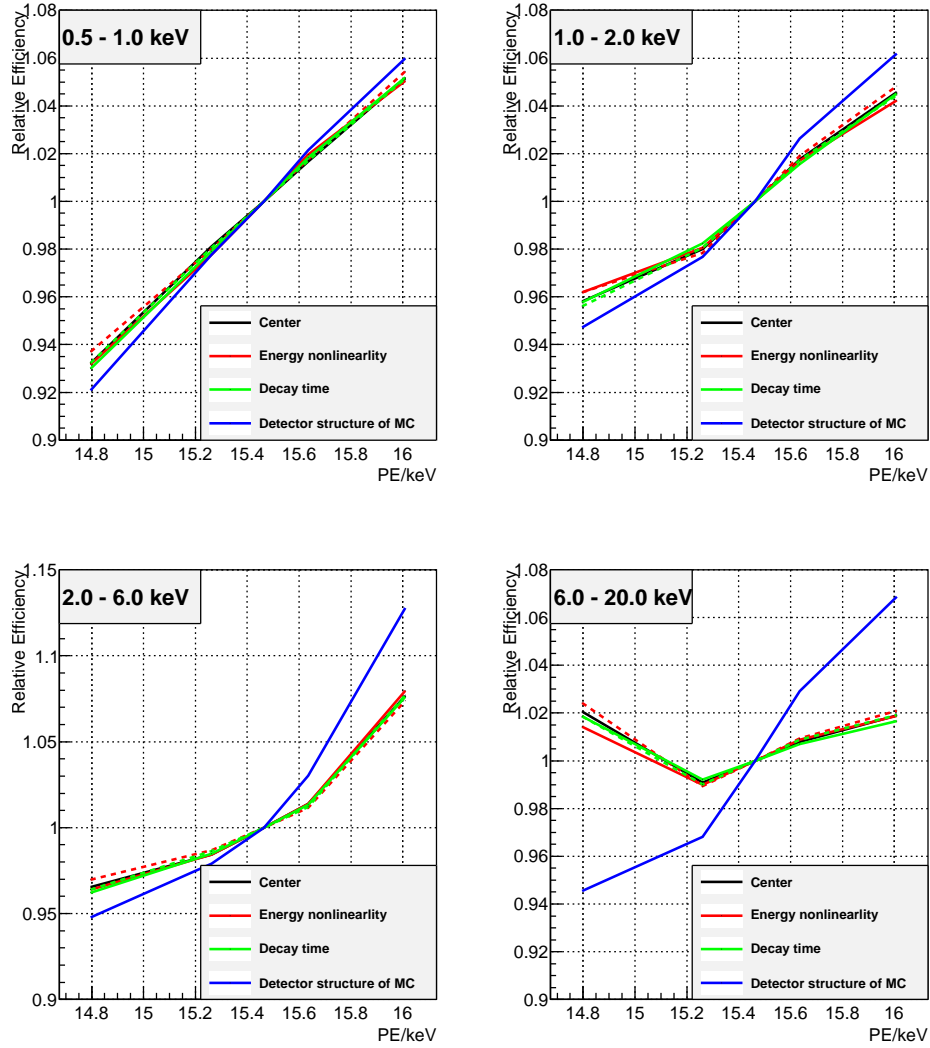 0.5 - 1.0 keV
Relative Efficiency
1.08
1.06
1.04
1.02
1
0.98
0.96
0.94
0.92
0.9
Center
Energy nonlinearlity
Decay time
Detector structure of MC
14.8 15 15.2 15.4 15.6 15.8 16
PE/keV
1.0 - 2.0 keV
Relative Efficiency
1.08
1.06
1.04
1.02
1
0.98
0.96
0.94
0.92
0.9
Center
Energy nonlinearlity
Decay time
Detector structure of MC
14.8 15 15.2 15.4 15.6 15.8 16
PE/keV
2.0 - 6.0 keV
Relative Efficiency
1.15
1.1
1.05
1
0.95
0.9
Center
Energy nonlinearlity
Decay time
Detector structure of MC
14.8 15 15.2 15.4 15.6 15.8 16
PE/keV
6.0 - 20.0 keV
Relative Efficiency
1.08
1.06
1.04
1.02
1
0.98
0.96
0.94
0.92
0.9
Center
Energy nonlinearlity
Decay time
Detector structure of MC
14.8 15 15.2 15.4 15.6 15.8 16
PE/keV